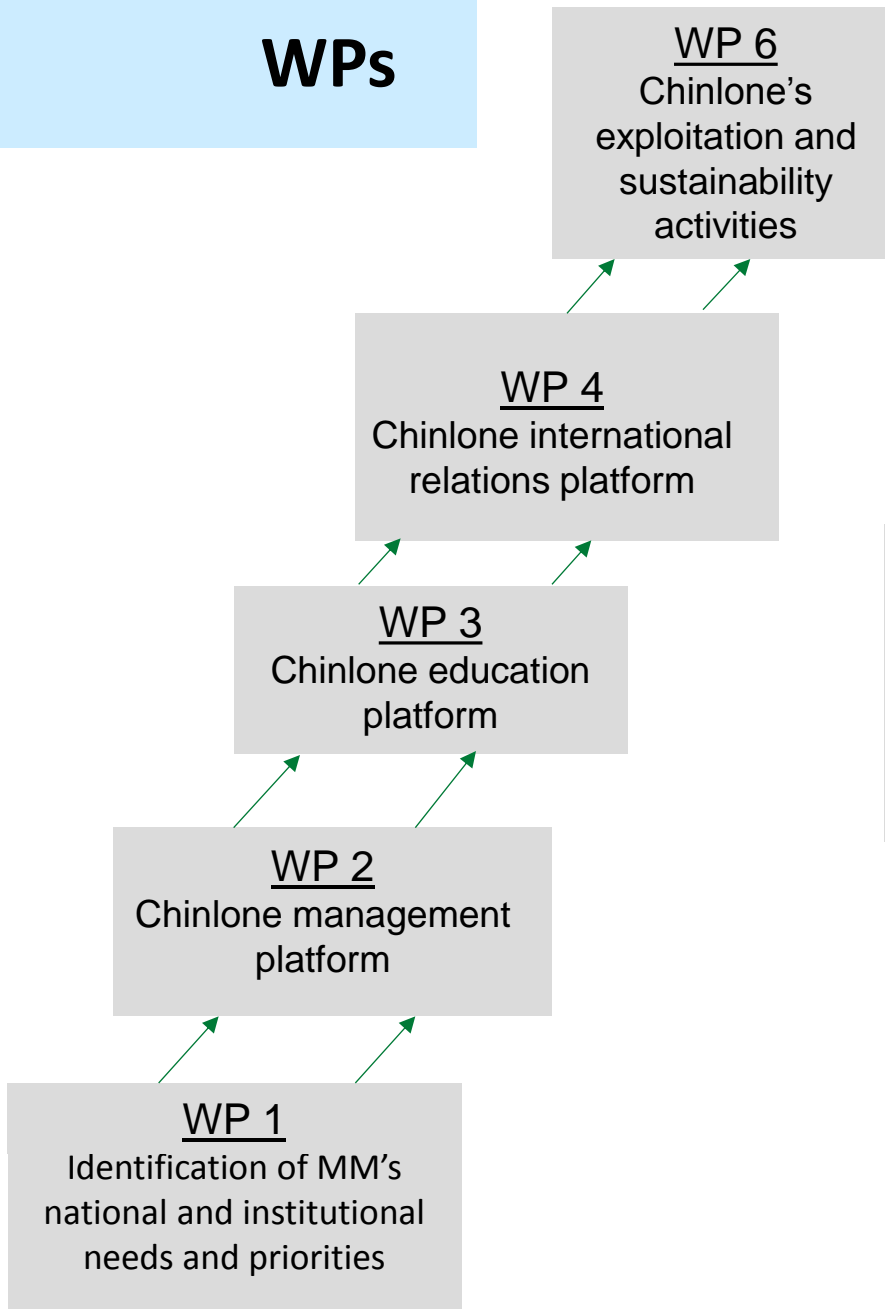 WPs
WP 6
Chinlone’s
exploitation and
sustainability
activities
WP 4
Chinlone international
relations platform
WP 3
Chinlone education
platform
WP 2
Chinlone management
platform
WP 1
Identification of MM’s
national and institutional
needs and priorities